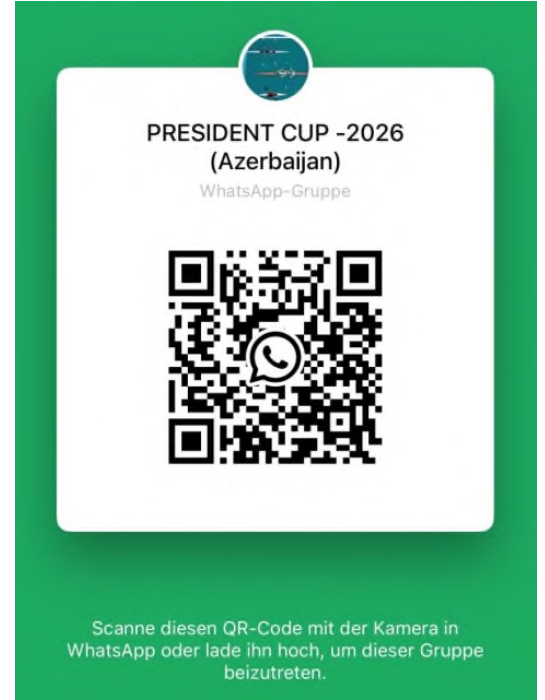 PRESIDENT CUP -2026
(Azerbaijan)
WhatsApp-Gruppe
Scanne diesen QR-Code mit der Kamera in
WhatsApp oder lade ihn hoch, um dieser Gruppe
beizutreten.